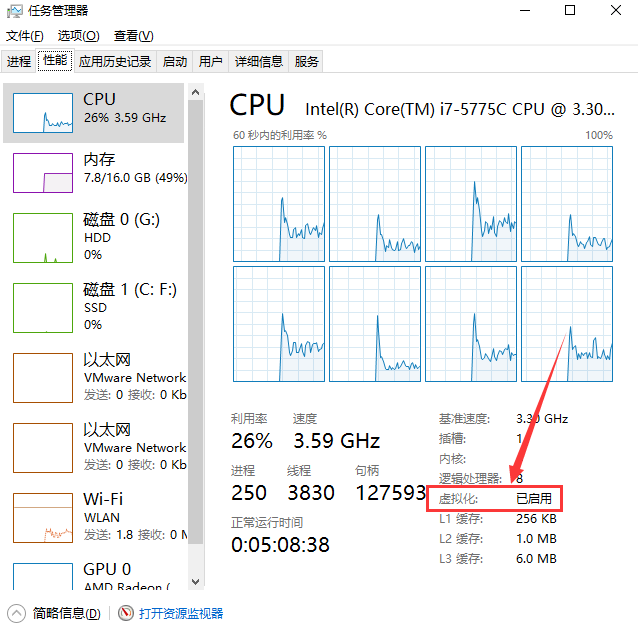 任务管理器
文件(F) 选项(O) 查看(V)
进程 性能 应用历史记录 启动 用户 详细信息 服务
CPU
26% 3.59 GHz
内存
7.8/16.0 GB (49%)
磁盘 0 (G:)
HDD
0%
磁盘 1 (C: F:)
SSD
0%
以太网
VMware Network
发送: 0 接收: 0 Kb
以太网
VMware Network
发送: 0 接收: 0 Kb
Wi-Fi
WLAN
发送: 1.8 接收: 0 M
GPU 0
AMD Radeon (
CPU Intel(R) Core(TM) i7-5775C CPU @ 3.30...
60 秒内的利用率 % 100%
利用率 速度
26% 3.59 GHz
进程 线程 句柄
250 3830 127593
正常运行时间
0:05:08:38
基准速度: 3.30 GHz
插槽: 1
内核:
逻辑处理器: 8
虚拟化: 已启用
L1 缓存: 256 KB
L2 缓存: 1.0 MB
L3 缓存: 6.0 MB
简略信息(D) 打开资源监视器